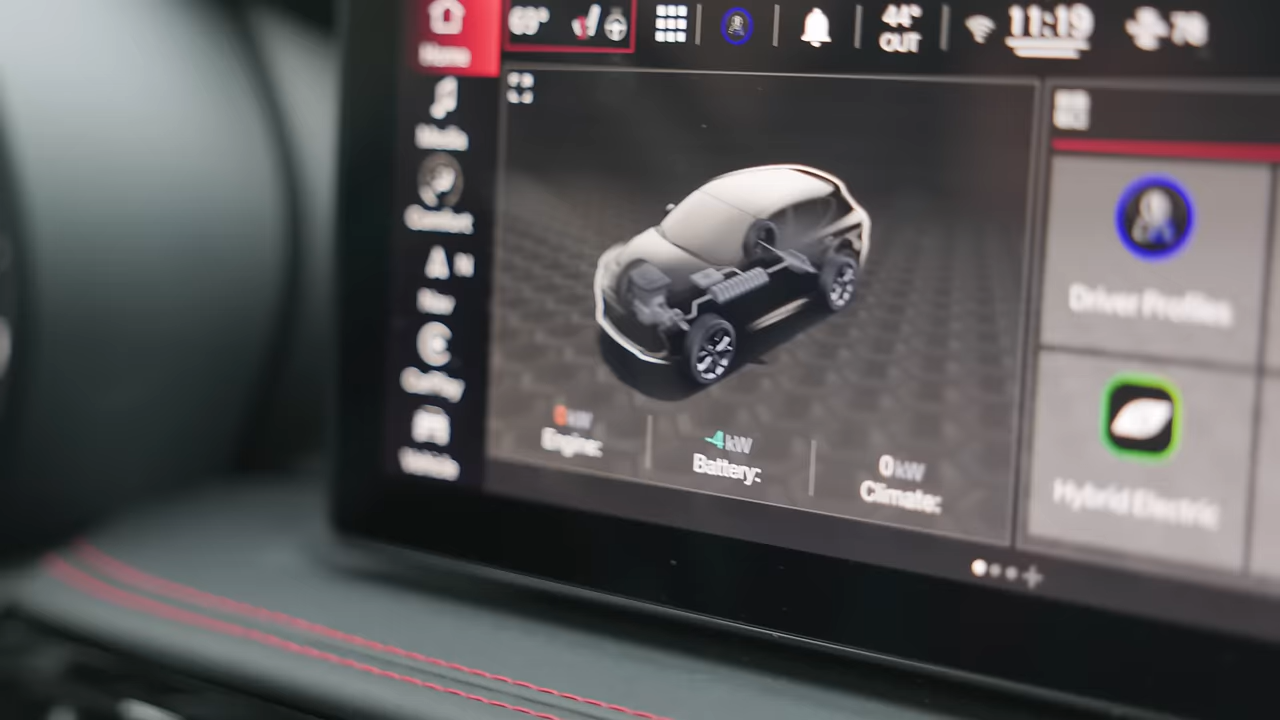 Home
69°
44°
OUT
11:19
70
Media
Comfort
N
Nav
CarPlay
Vehicle
0 kW
Engine:
-4 kW
Battery:
0 kW
Climate:
Driver Profiles
Hybrid Electric